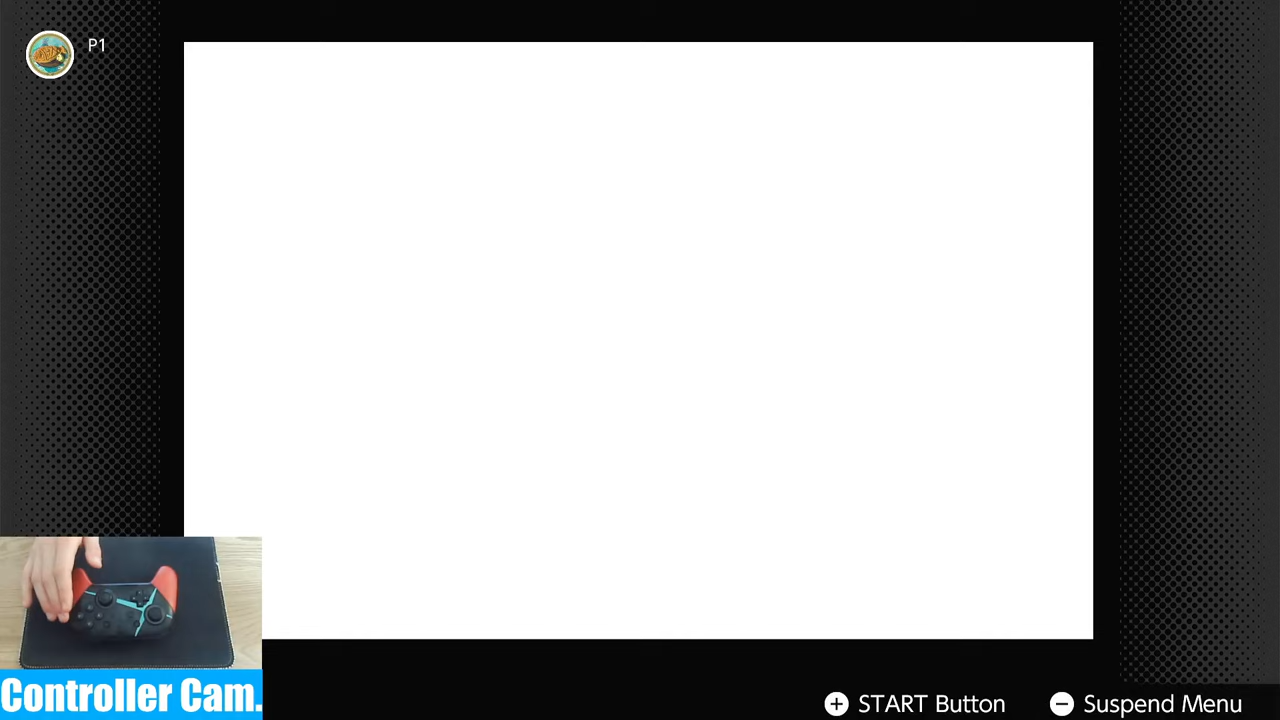 P1
Controller Cam.
+ START Button
− Suspend Menu